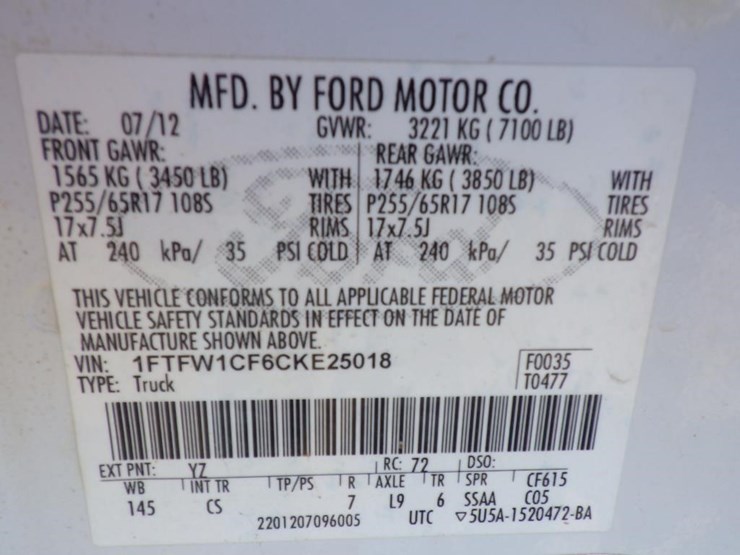 MFD. BY FORD MOTOR CO.
DATE: 07/12 GVWR: 3221 KG ( 7100 LB)
FRONT GAWR: REAR GAWR:
1565 KG ( 3450 LB) WITH 1746 KG ( 3850 LB) WITH
P255/65R17 108S TIRES P255/65R17 108S TIRES
17x7.5J RIMS 17x7.5J RIMS
AT 240 kPa/ 35 PSI COLD AT 240 kPa/ 35 PSI COLD
THIS VEHICLE CONFORMS TO ALL APPLICABLE FEDERAL MOTOR
VEHICLE SAFETY STANDARDS IN EFFECT ON THE DATE OF
MANUFACTURE SHOWN ABOVE.
VIN: 1FTFW1CF6CKE25018 F0035
TYPE: Truck T0477
EXT PNT: YZ RC: 72 DSO:
WB INT TR TP/PS R AXLE TR SPR CF615
145 CS 7 L9 6 SSAA C05
2201207096005 UTC ▽5U5A-1520472-BA